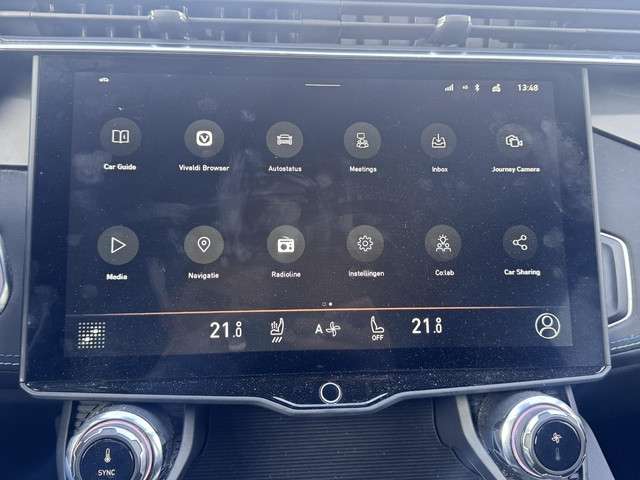 13:48
Car Guide
Vivaldi Browser
Autostatus
Meetings
Inbox
Journey Camera
Media
Navigatie
Radioline
Instellingen
Co:lab
Car Sharing
21.0
A
OFF
21.0
SYNC